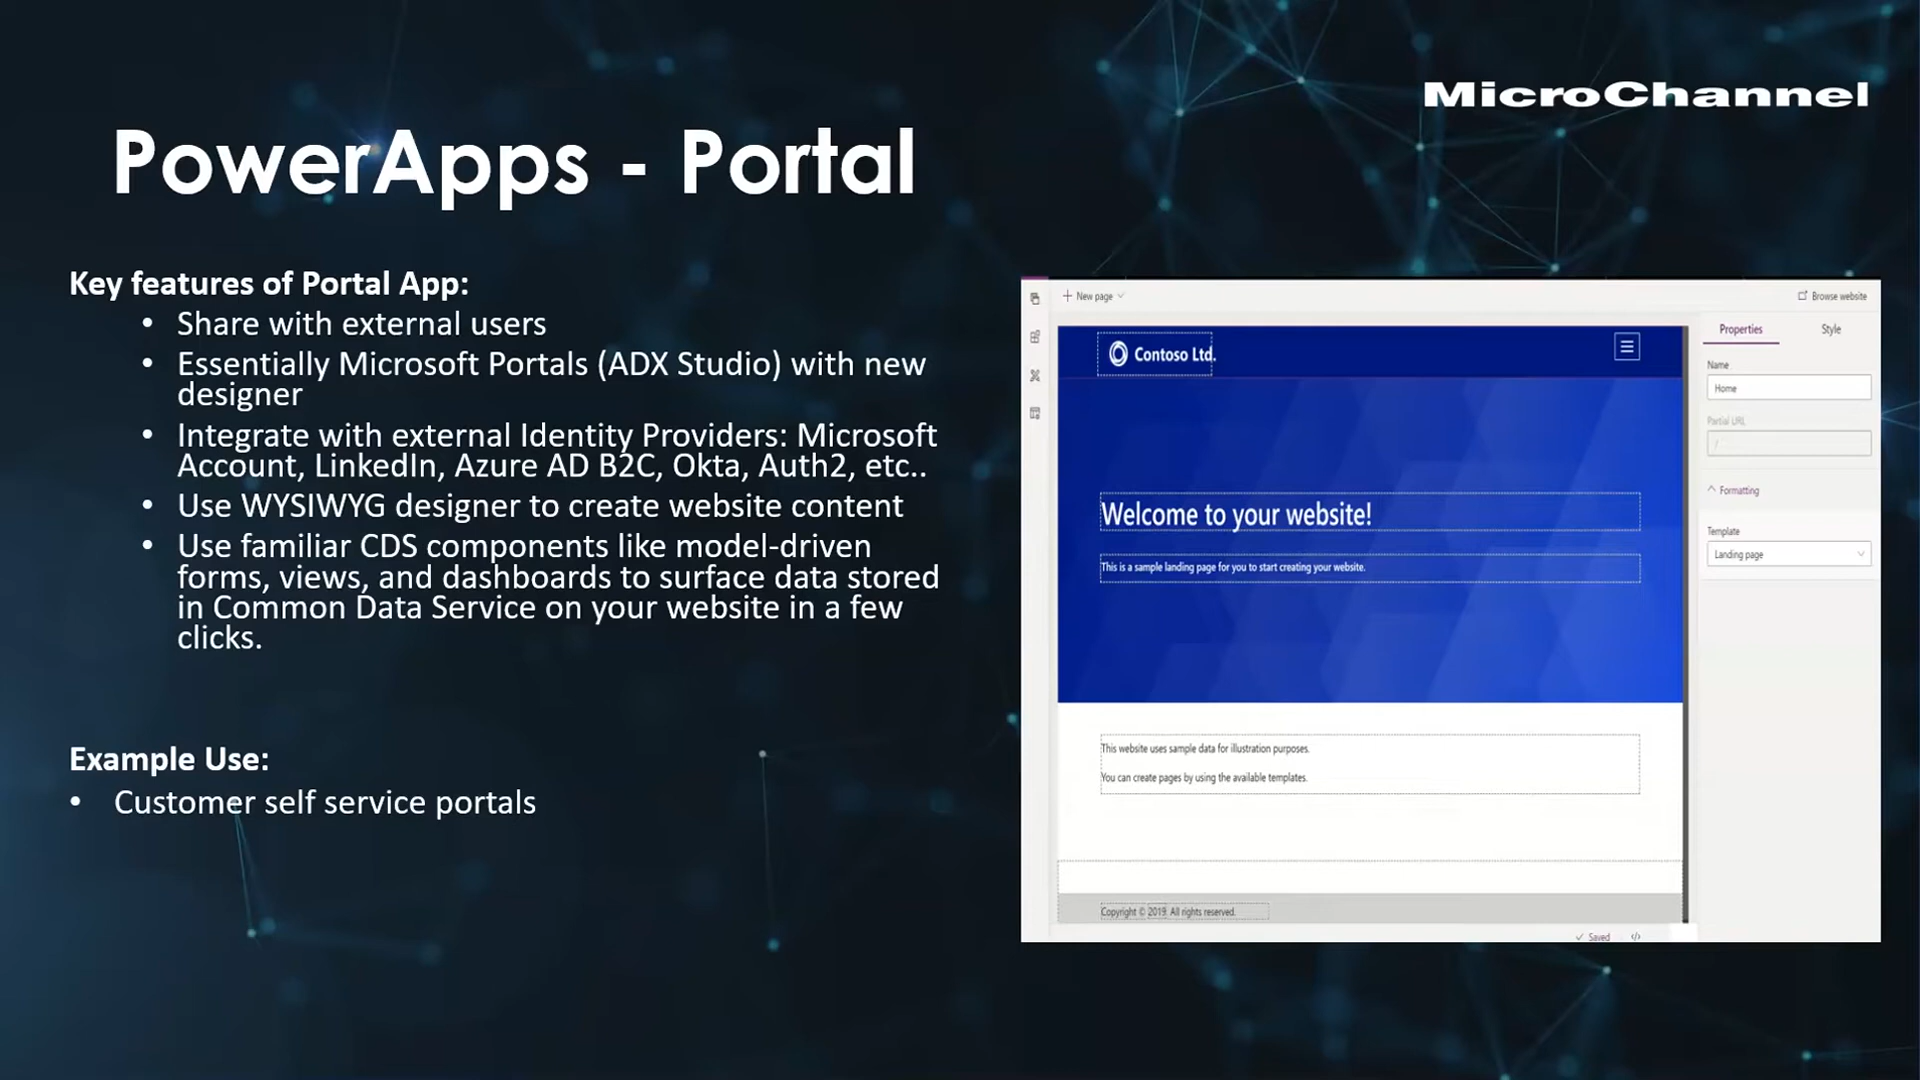 MicroChannel
PowerApps - Portal
Key features of Portal App:
• Share with external users
• Essentially Microsoft Portals (ADX Studio) with new
designer
• Integrate with external Identity Providers: Microsoft
Account, LinkedIn, Azure AD B2C, Okta, Auth2, etc..
• Use WYSIWYG designer to create website content
• Use familiar CDS components like model-driven
forms, views, and dashboards to surface data stored
in Common Data Service on your website in a few
clicks.
Example Use:
• Customer self service portals
+ New page
Browse website
Contoso Ltd.
Welcome to your website!
This is a sample landing page for you to start creating your website.
This website uses sample data for illustration purposes.
You can create pages by using the available templates.
Copyright © 2019. All rights reserved.
Saved
</>
Properties Style
Name
Home
Partial URL
/
Formatting
Template
Landing page